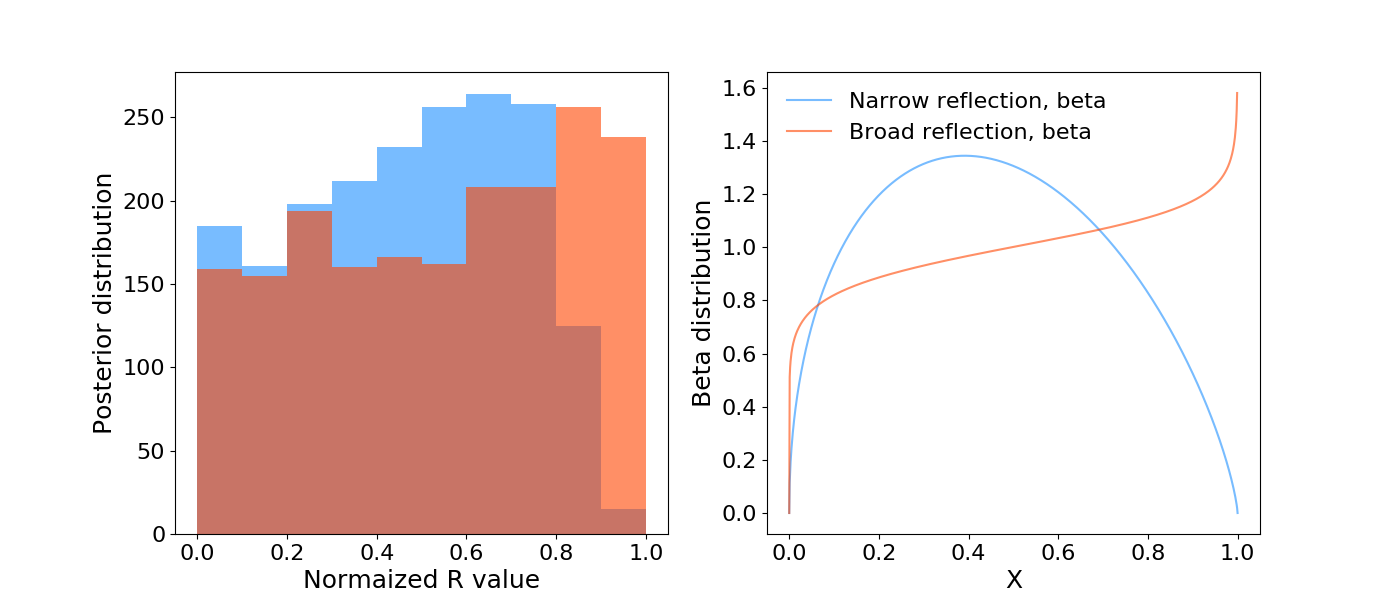 Posterior distribution
250
200
150
100
50
0
0.0 0.2 0.4 0.6 0.8 1.0
Normaized R value
Beta distribution
1.6
1.4
1.2
1.0
0.8
0.6
0.4
0.2
0.0
Narrow reflection, beta
Broad reflection, beta
0.0 0.2 0.4 0.6 0.8 1.0
X